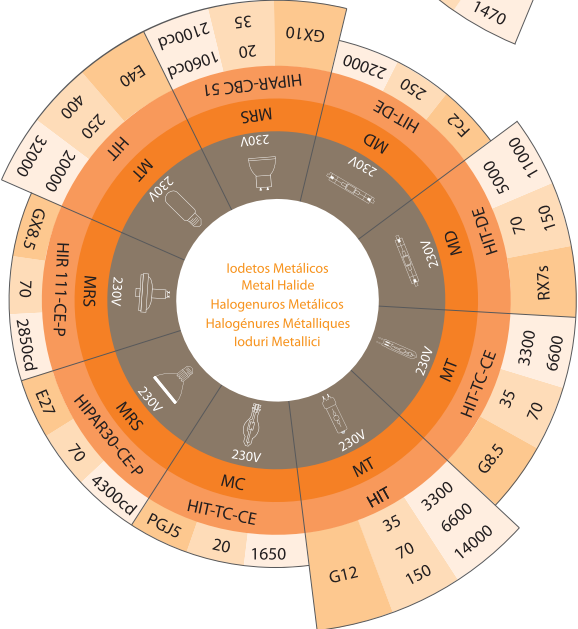 1470
Iodetos Metálicos
Metal Halide
Halogenuros Metálicos
Halogénures Métalliques
Ioduri Metallici
230V
MRS
HIPAR-CBC 51
GX10
20
35
1060cd
2100cd
230V
MD
HIT-DE
Fc2
250
22000
230V
MD
HIT-DE
RX7s
70
150
5000
11000
230V
MT
HIT-TC-CE
G8.5
35
70
3300
6600
230V
MT
HIT
G12
35
70
150
3300
6600
14000
230V
MC
HIT-TC-CE
PGJ5
20
1650
230V
MRS
HIPAR30-CE-P
E27
70
4300cd
230V
MRS
HIR 111-CE-P
GX8.5
70
2850cd
230V
MT
HIT
E40
250
400
20000
32000